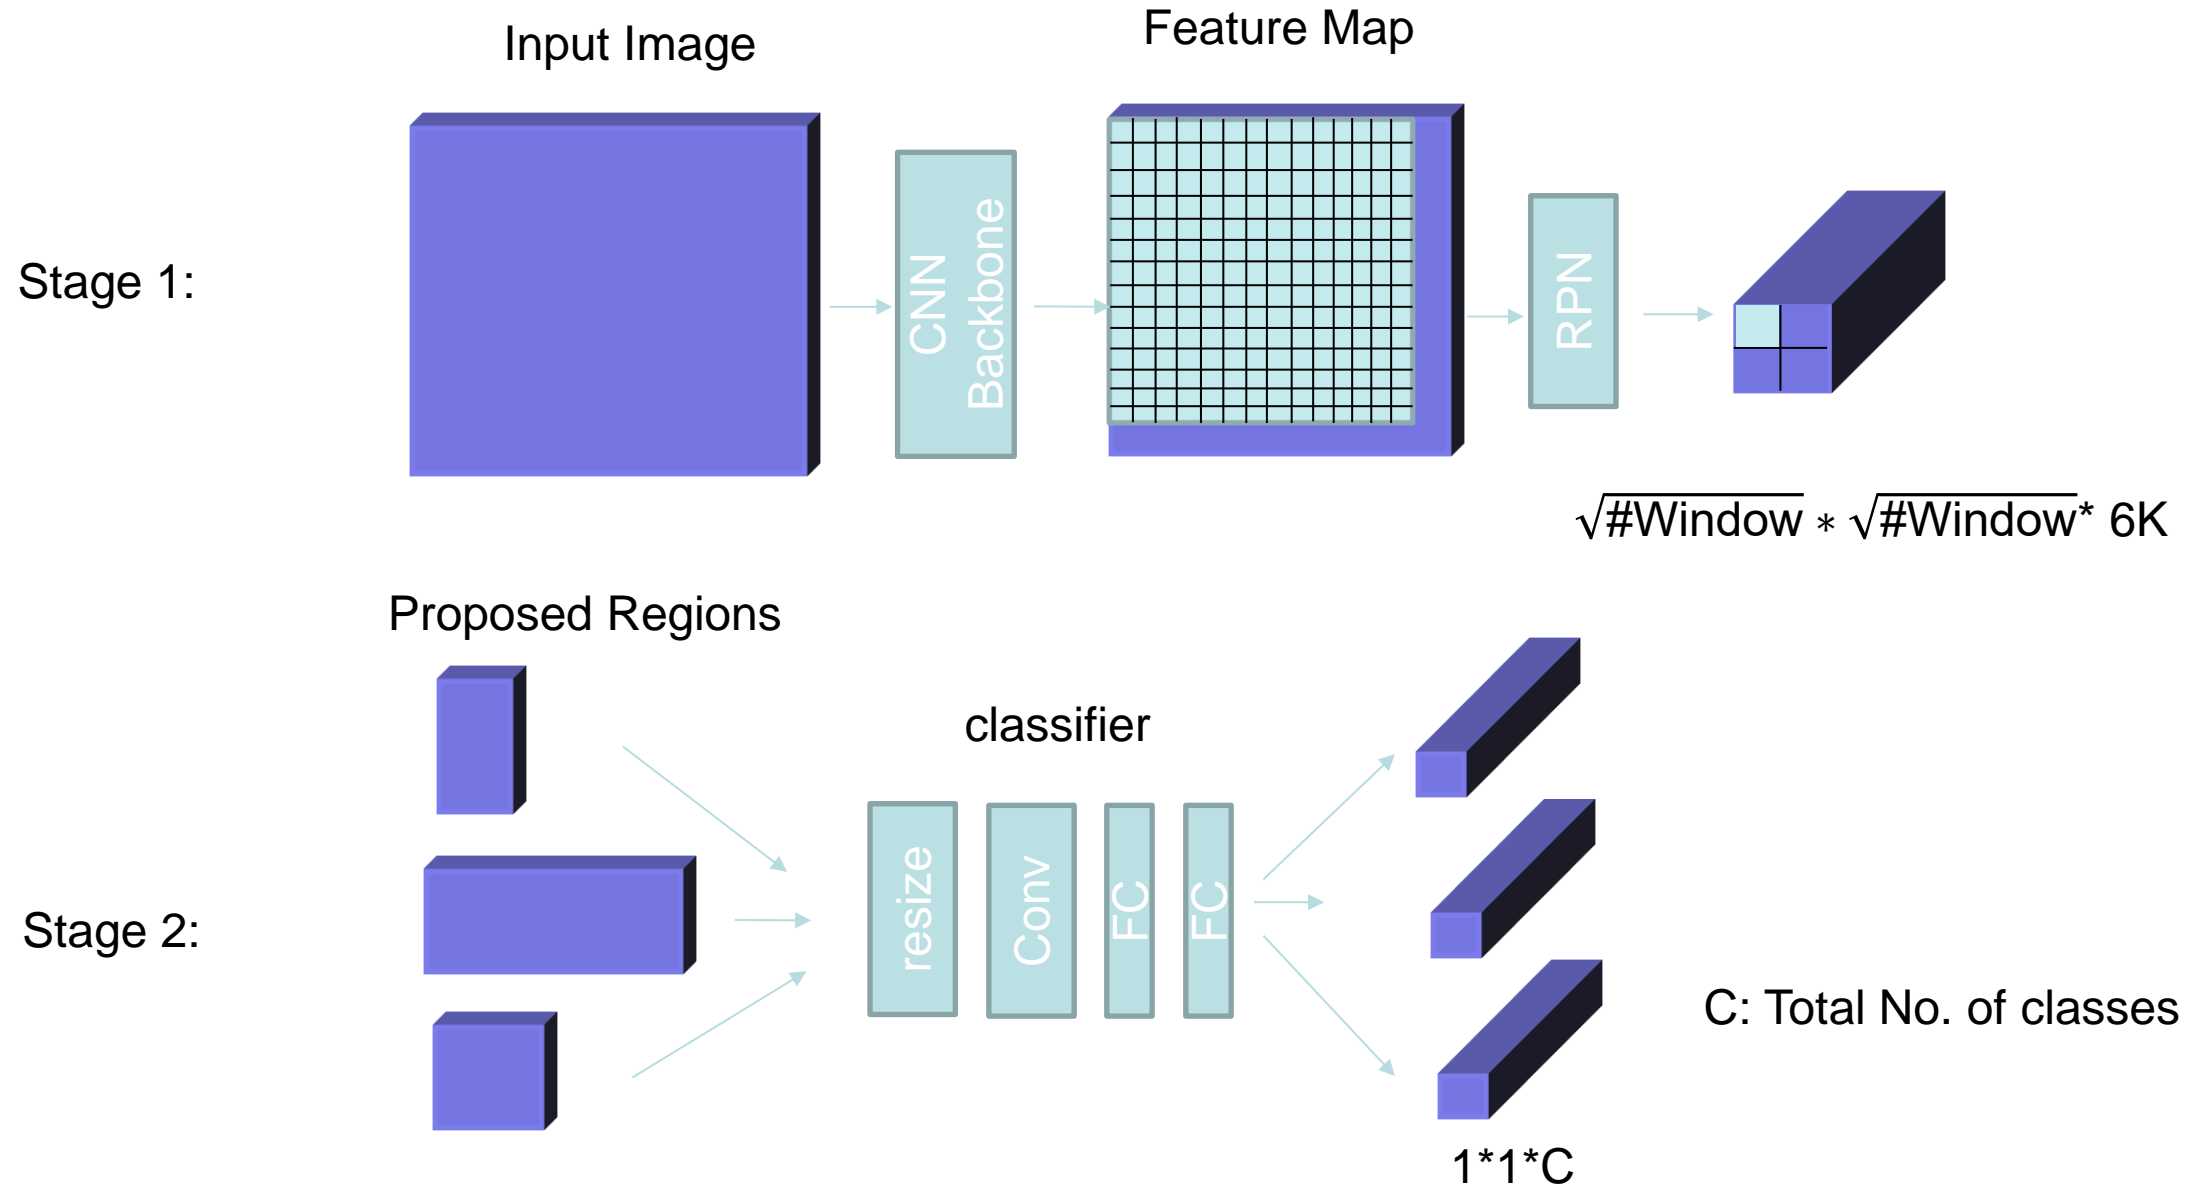 Input Image
Feature Map
Stage 1:
CNN
Backbone
RPN
√#Window ∗ √#Window* 6K
Proposed Regions
classifier
Stage 2:
resize
Conv
FC
FC
C: Total No. of classes
1*1*C